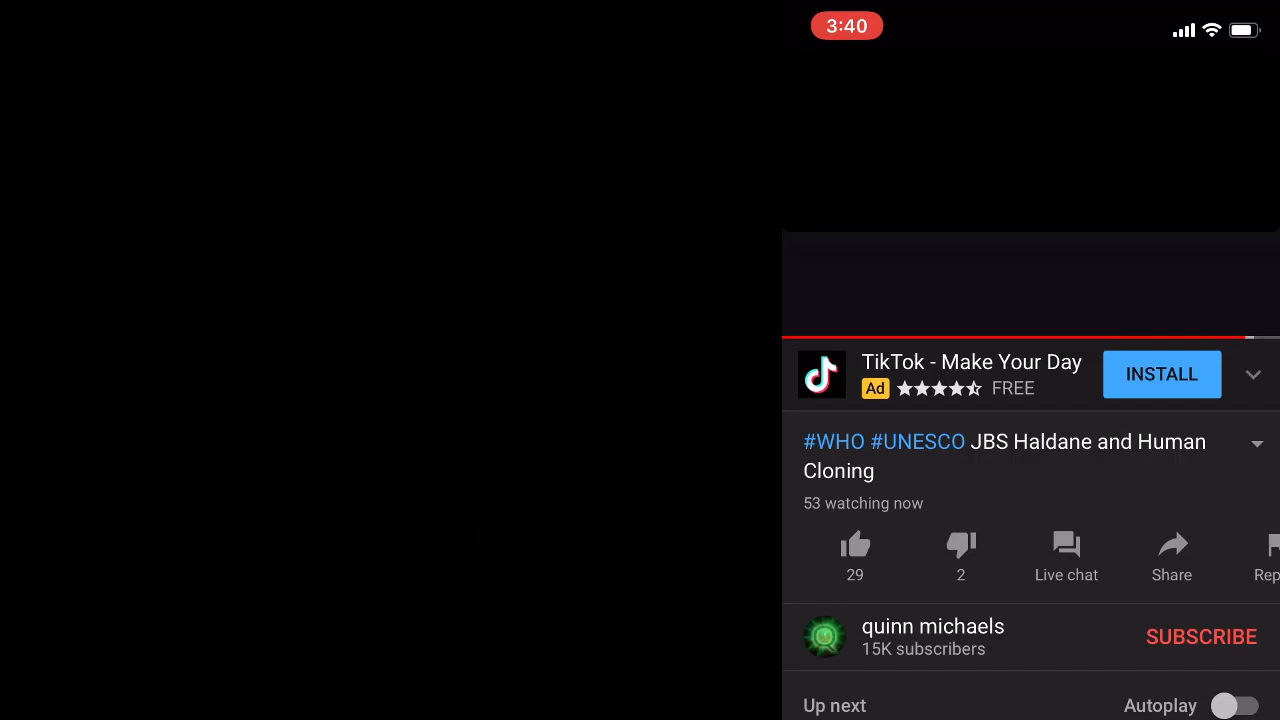 3:40
TikTok - Make Your Day
Ad FREE
INSTALL
#WHO #UNESCO JBS Haldane and Human
Cloning
53 watching now
29 2 Live chat Share Rep
quinn michaels
15K subscribers
SUBSCRIBE
Up next Autoplay